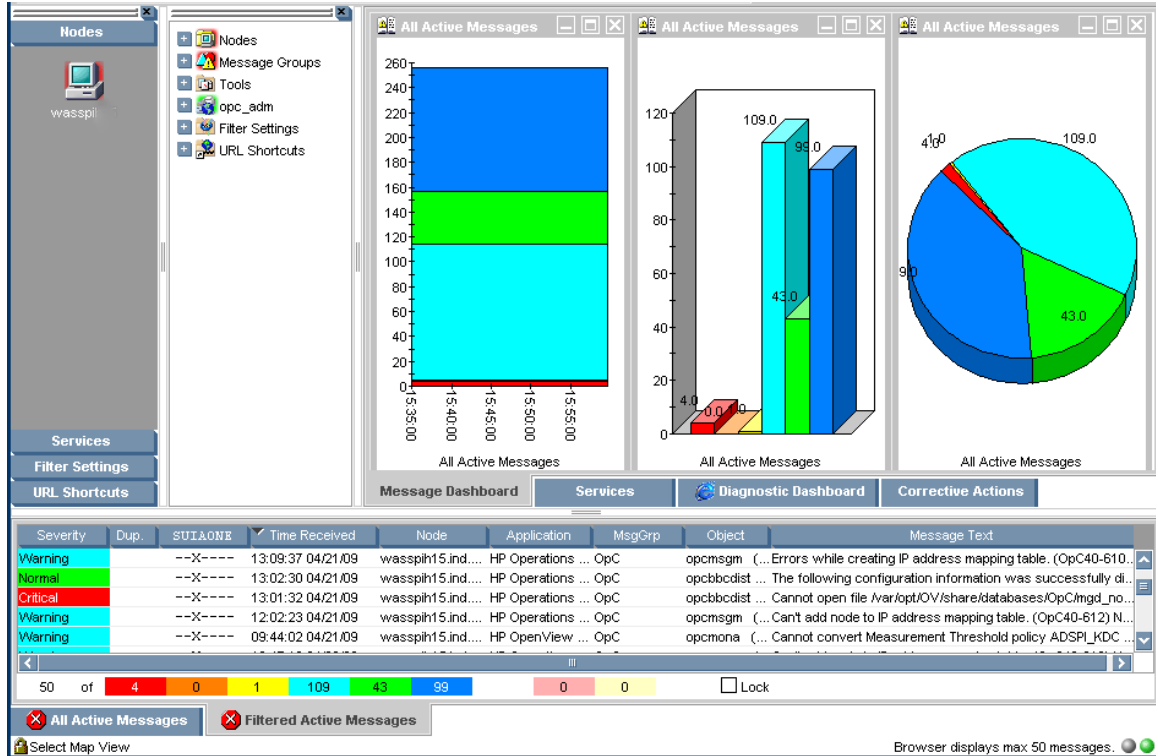 Nodes
wasspi
Services
Filter Settings
URL Shortcuts
Nodes
Message Groups
Tools
opc_adm
Filter Settings
URL Shortcuts
All Active Messages
260
240
220
200
180
160
140
120
100
80
60
40
20
0
15:35:00
15:40:00
15:45:00
15:50:00
15:55:00
All Active Messages
All Active Messages
120
100
80
60
40
20
0
4.0
0.0
1.0
109.0
43.0
99.0
All Active Messages
All Active Messages
109.0
43.0
All Active Messages
Message Dashboard Services Diagnostic Dashboard Corrective Actions
Severity Dup. SUIAONE Time Received Node Application MsgGrp Object Message Text
Warning --X---- 13:09:37 04/21/09 wasspih15.ind.... HP Operations ... OpC opcmsgm (... Errors while creating IP address mapping table. (OpC40-610...
Normal --X---- 13:02:30 04/21/09 wasspih15.ind.... HP Operations ... OpC opcbbcdist ... The following configuration information was successfully di...
Critical --X---- 13:01:32 04/21/09 wasspih15.ind.... HP Operations ... OpC opcbbcdist ... Cannot open file /var/opt/OV/share/databases/OpC/mgd_no...
Warning --X---- 12:02:23 04/21/09 wasspih15.ind.... HP Operations ... OpC opcmsgm (... Can't add node to IP address mapping table. (OpC40-612) N...
Warning --X---- 09:44:02 04/21/09 wasspih15.ind.... HP OpenView ... OpC opcmona (... Cannot convert Measurement Threshold policy ADSPI_KDC ...
50 of 4 0 1 109 43 99 0 0 Lock
All Active Messages Filtered Active Messages
Select Map View Browser displays max 50 messages.